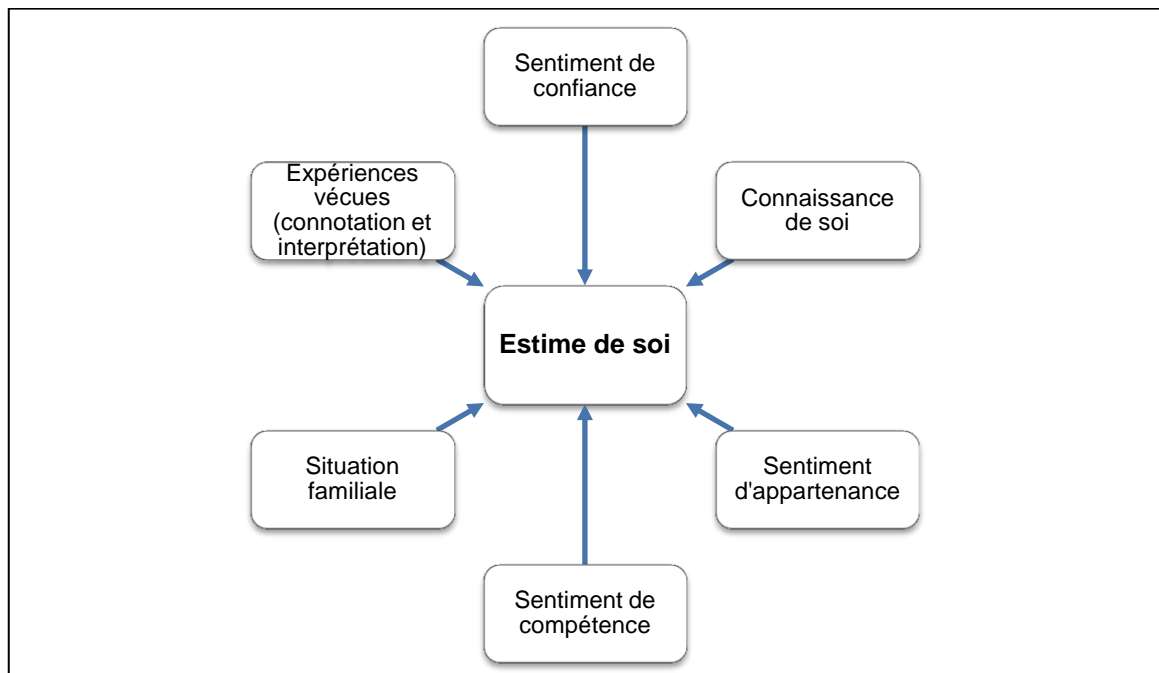 Sentiment de
confiance
Expériences
vécues
(connotation et
interprétation)
Connaissance
de soi
Estime de soi
Situation
familiale
Sentiment
d'appartenance
Sentiment de
compétence